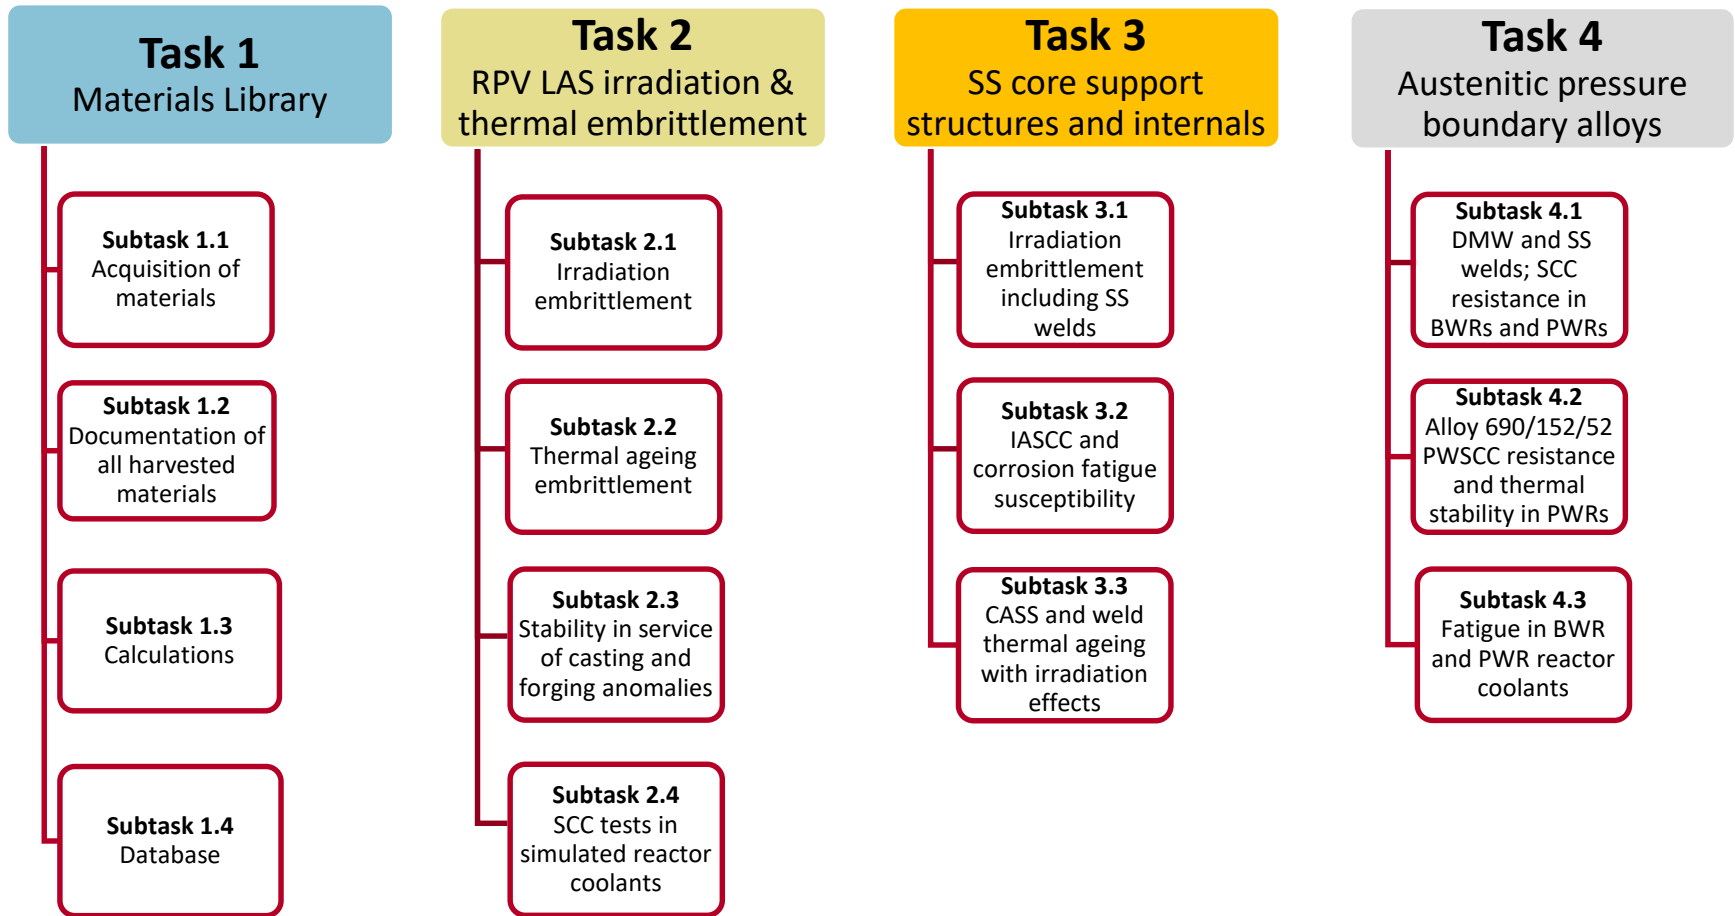 Task 1
Materials Library
Subtask 1.1
Acquisition of
materials
Subtask 1.2
Documentation of
all harvested
materials
Subtask 1.3
Calculations
Subtask 1.4
Database
Task 2
RPV LAS irradiation &
thermal embrittlement
Subtask 2.1
Irradiation
embrittlement
Subtask 2.2
Thermal ageing
embrittlement
Subtask 2.3
Stability in service
of casting and
forging anomalies
Subtask 2.4
SCC tests in
simulated reactor
coolants
Task 3
SS core support
structures and internals
Subtask 3.1
Irradiation
embrittlement
including SS
welds
Subtask 3.2
IASCC and
corrosion fatigue
susceptibility
Subtask 3.3
CASS and weld
thermal ageing
with irradiation
effects
Task 4
Austenitic pressure
boundary alloys
Subtask 4.1
DMW and SS
welds; SCC
resistance in
BWRs and PWRs
Subtask 4.2
Alloy 690/152/52
PWSCC resistance
and thermal
stability in PWRs
Subtask 4.3
Fatigue in BWR
and PWR reactor
coolants